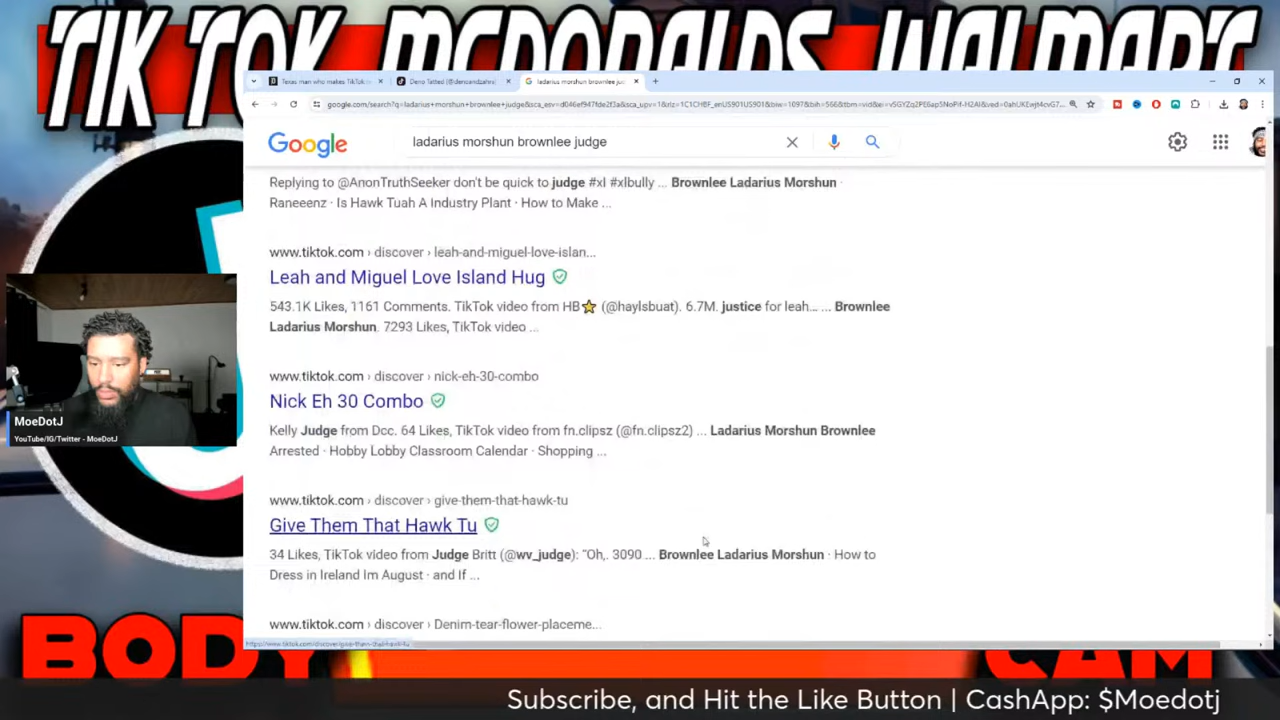 TIK TOK MCDONALDS WALMART
Deno Tatted (@denoandzahra
ladarius morshun brownlee jud
Google
ladarius morshun brownlee judge
Replying to @AnonTruthSeeker don't be quick to judge #xl #xlbully ... Brownlee Ladarius Morshun ·
Raneeenz · Is Hawk Tuah A Industry Plant · How to Make ...
www.tiktok.com › discover › leah-and-miguel-love-islan...
Leah and Miguel Love Island Hug
543.1K Likes, 1161 Comments. TikTok video from HB⭐ (@haylsbuat). 6.7M. justice for leah... ... Brownlee
Ladarius Morshun. 7293 Likes, TikTok video ...
www.tiktok.com › discover › nick-eh-30-combo
Nick Eh 30 Combo
Kelly Judge from Dcc. 64 Likes, TikTok video from fn.clipsz (@fn.clipsz2) ... Ladarius Morshun Brownlee
Arrested · Hobby Lobby Classroom Calendar · Shopping ...
www.tiktok.com › discover › give-them-that-hawk-tu
Give Them That Hawk Tu
34 Likes, TikTok video from Judge Britt (@wv_judge): "Oh,. 3090 ... Brownlee Ladarius Morshun · How to
Dress in Ireland Im August · and If ...
www.tiktok.com › discover › Denim-tear-flower-placeme...
MoeDotJ
YouTube/IG/Twitter - MoeDotJ
BODY CAM
Subscribe, and Hit the Like Button | CashApp: $Moedotj